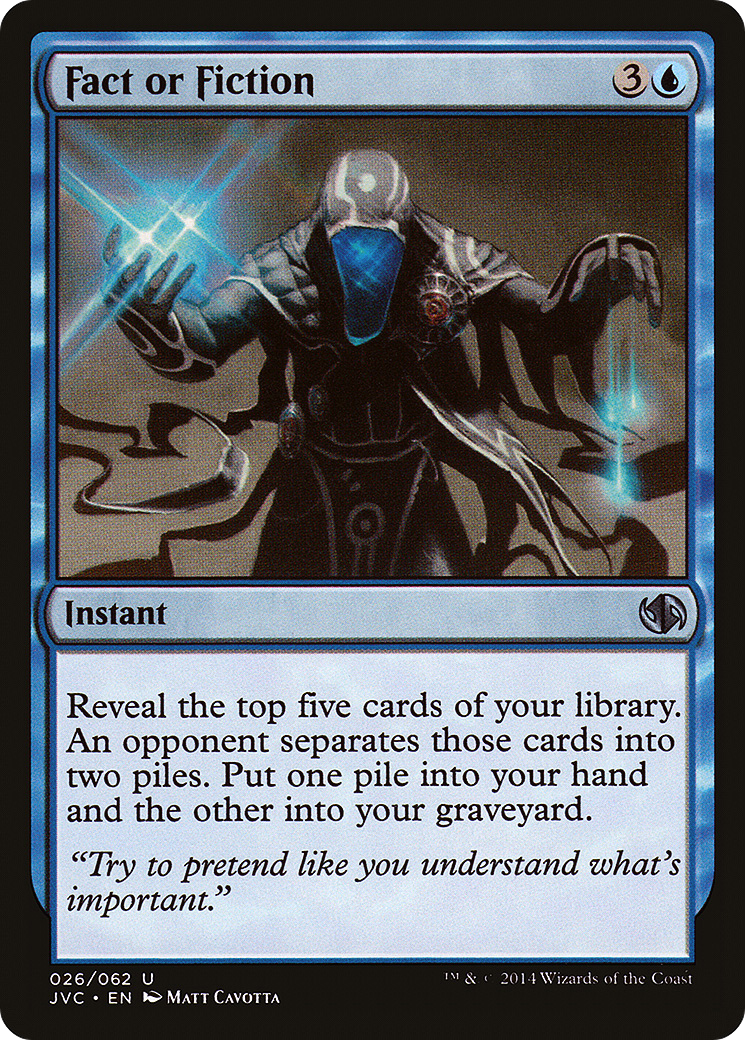 Fact or Fiction
3
Instant
Reveal the top five cards of your library.
An opponent separates those cards into
two piles. Put one pile into your hand
and the other into your graveyard.
“Try to pretend like you understand what’s
important.”
026/062 U
™ & © 2014 Wizards of the Coast
JVC • EN Matt Cavotta